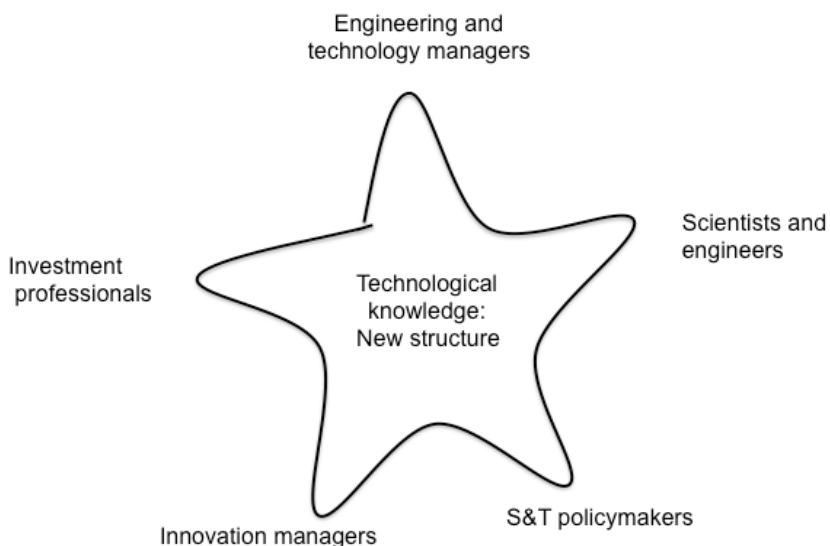 Engineering and
technology managers
Scientists and
engineers
Investment
professionals
Technological
knowledge:
New structure
S&T policymakers
Innovation managers